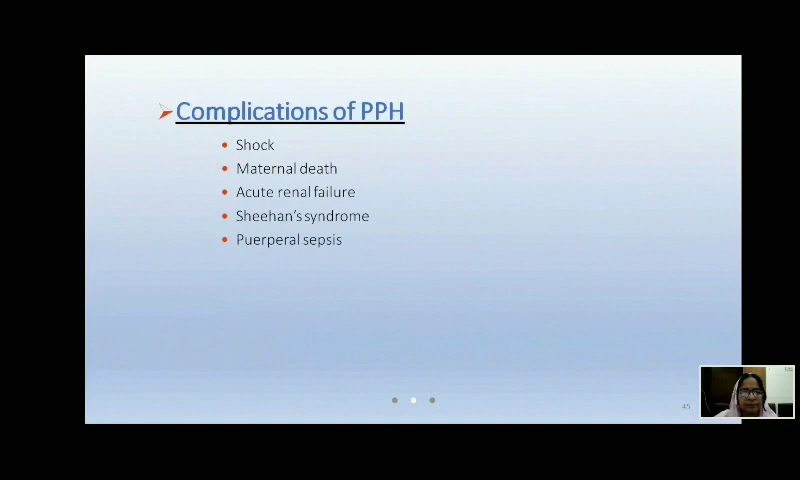 Complications of PPH
Shock
Maternal death
Acute renal failure
Sheehan's syndrome
Puerperal sepsis
45